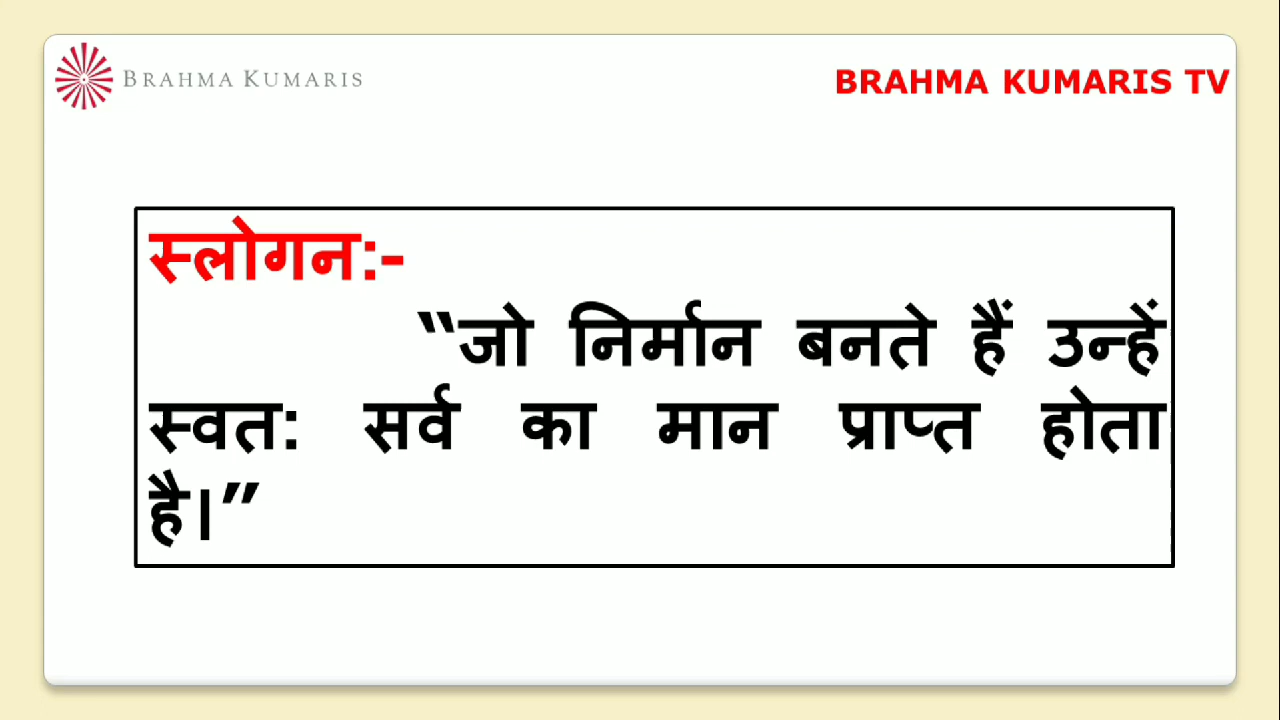 BRAHMA KUMARIS
BRAHMA KUMARIS TV
स्लोगन:-
“जो निर्मान बनते हैं उन्हें
स्वत: सर्व का मान प्राप्त होता
है।”